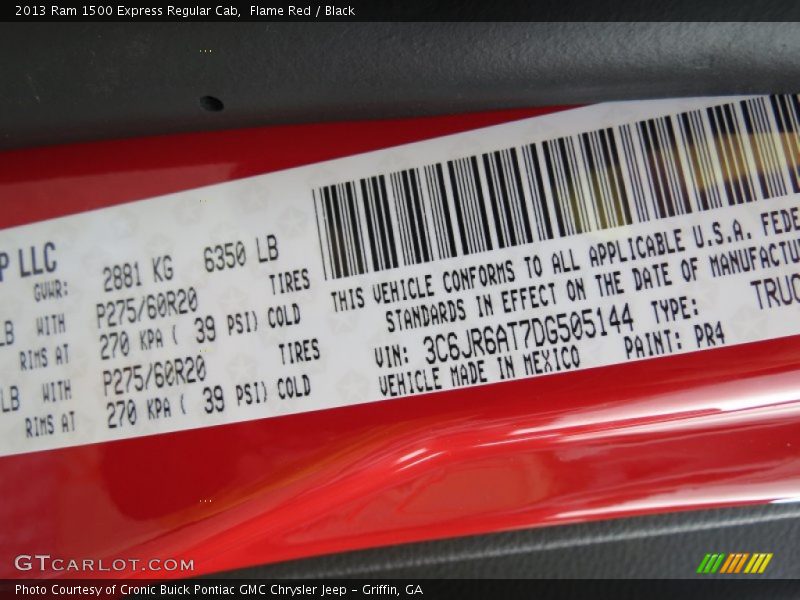 2013 Ram 1500 Express Regular Cab,  Flame Red / Black
P LLC
GVWR: 2881 KG 6350 LB
LB WITH P275/60R20 TIRES
RIMS AT 270 KPA ( 39 PSI) COLD
LB WITH P275/60R20 TIRES
RIMS AT 270 KPA ( 39 PSI) COLD
THIS VEHICLE CONFORMS TO ALL APPLICABLE U.S.A. FEDE
STANDARDS IN EFFECT ON THE DATE OF MANUFACTU
VIN: 3C6JR6AT7DG505144 TYPE: TRUC
VEHICLE MADE IN MEXICO PAINT: PR4
GTCARLOT.COM
Photo Courtesy of Cronic Buick Pontiac GMC Chrysler Jeep – Griffin, GA